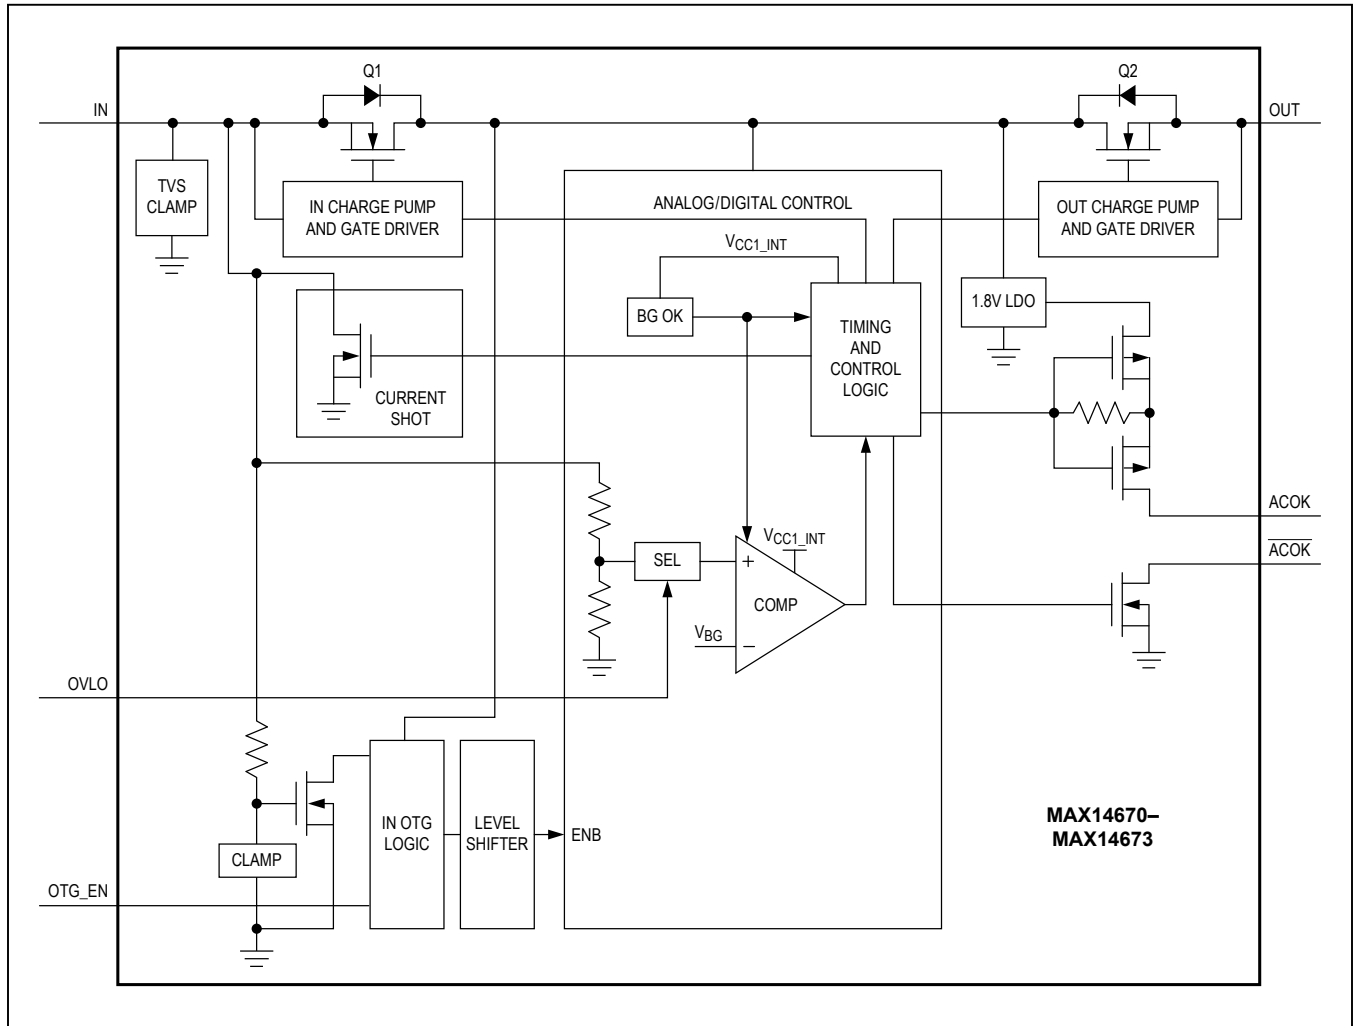 Q1
Q2
IN
OUT
TVS
CLAMP
IN CHARGE PUMP
AND GATE DRIVER
ANALOG/DIGITAL CONTROL
OUT CHARGE PUMP
AND GATE DRIVER
VCC1_INT
BG OK
TIMING
AND
CONTROL
LOGIC
1.8V LDO
CURRENT
SHOT
ACOK
ACOK
VCC1_INT
SEL
+
COMP
VBG
−
OVLO
IN OTG
LOGIC
LEVEL
SHIFTER
ENB
CLAMP
OTG_EN
MAX14670–
MAX14673